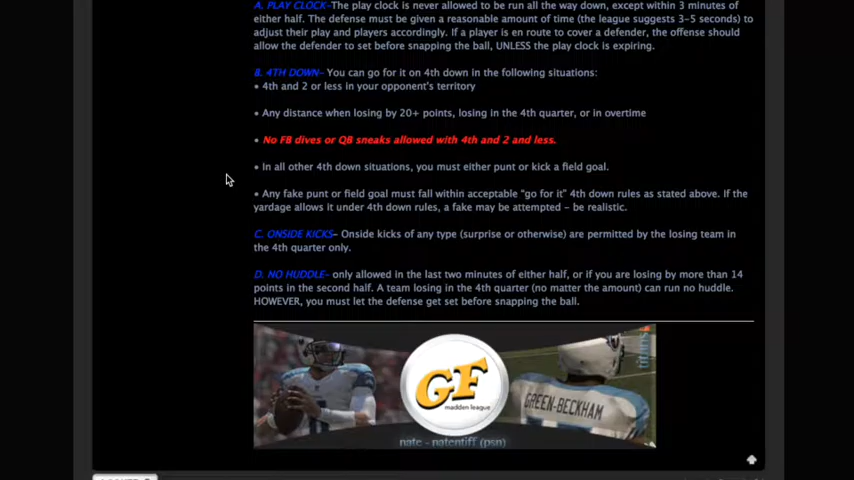 A. PLAY CLOCK-The play clock is never allowed to be run all the way down, except within 3 minutes of
either half. The defense must be given a reasonable amount of time (the league suggests 3-5 seconds) to
adjust their play and players accordingly. If a player is en route to cover a defender, the offense should
allow the defender to set before snapping the ball, UNLESS the play clock is expiring.
B. 4TH DOWN- You can go for it on 4th down in the following situations:
• 4th and 2 or less in your opponent's territory
• Any distance when losing by 20+ points, losing in the 4th quarter, or in overtime
• No FB dives or QB sneaks allowed with 4th and 2 and less.
• In all other 4th down situations, you must either punt or kick a field goal.
• Any fake punt or field goal must fall within acceptable "go for it" 4th down rules as stated above. If the
yardage allows it under 4th down rules, a fake may be attempted - be realistic.
C. ONSIDE KICKS- Onside kicks of any type (surprise or otherwise) are permitted by the losing team in
the 4th quarter only.
D. NO HUDDLE- only allowed in the last two minutes of either half, or if you are losing by more than 14
points in the second half. A team losing in the 4th quarter (no matter the amount) can run no huddle.
HOWEVER, you must let the defense get set before snapping the ball.
titans
GF
madden league
GREEN-BECKHAM
nate - natentiff (psn)